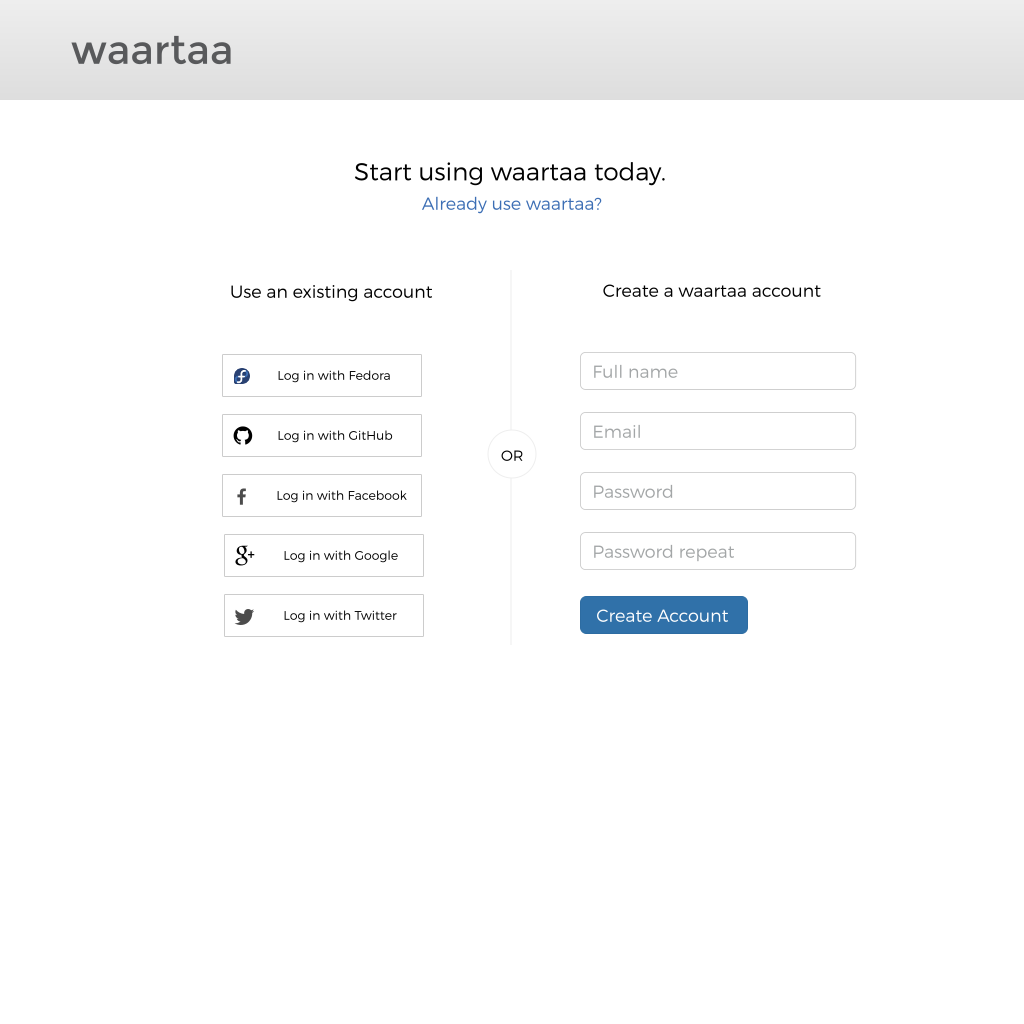 waartaa
Start using waartaa today.
Already use waartaa?
Use an existing account
Log in with Fedora
Log in with GitHub
Log in with Facebook
Log in with Google
Log in with Twitter
OR
Create a waartaa account
Full name
Email
Password
Password repeat
Create Account